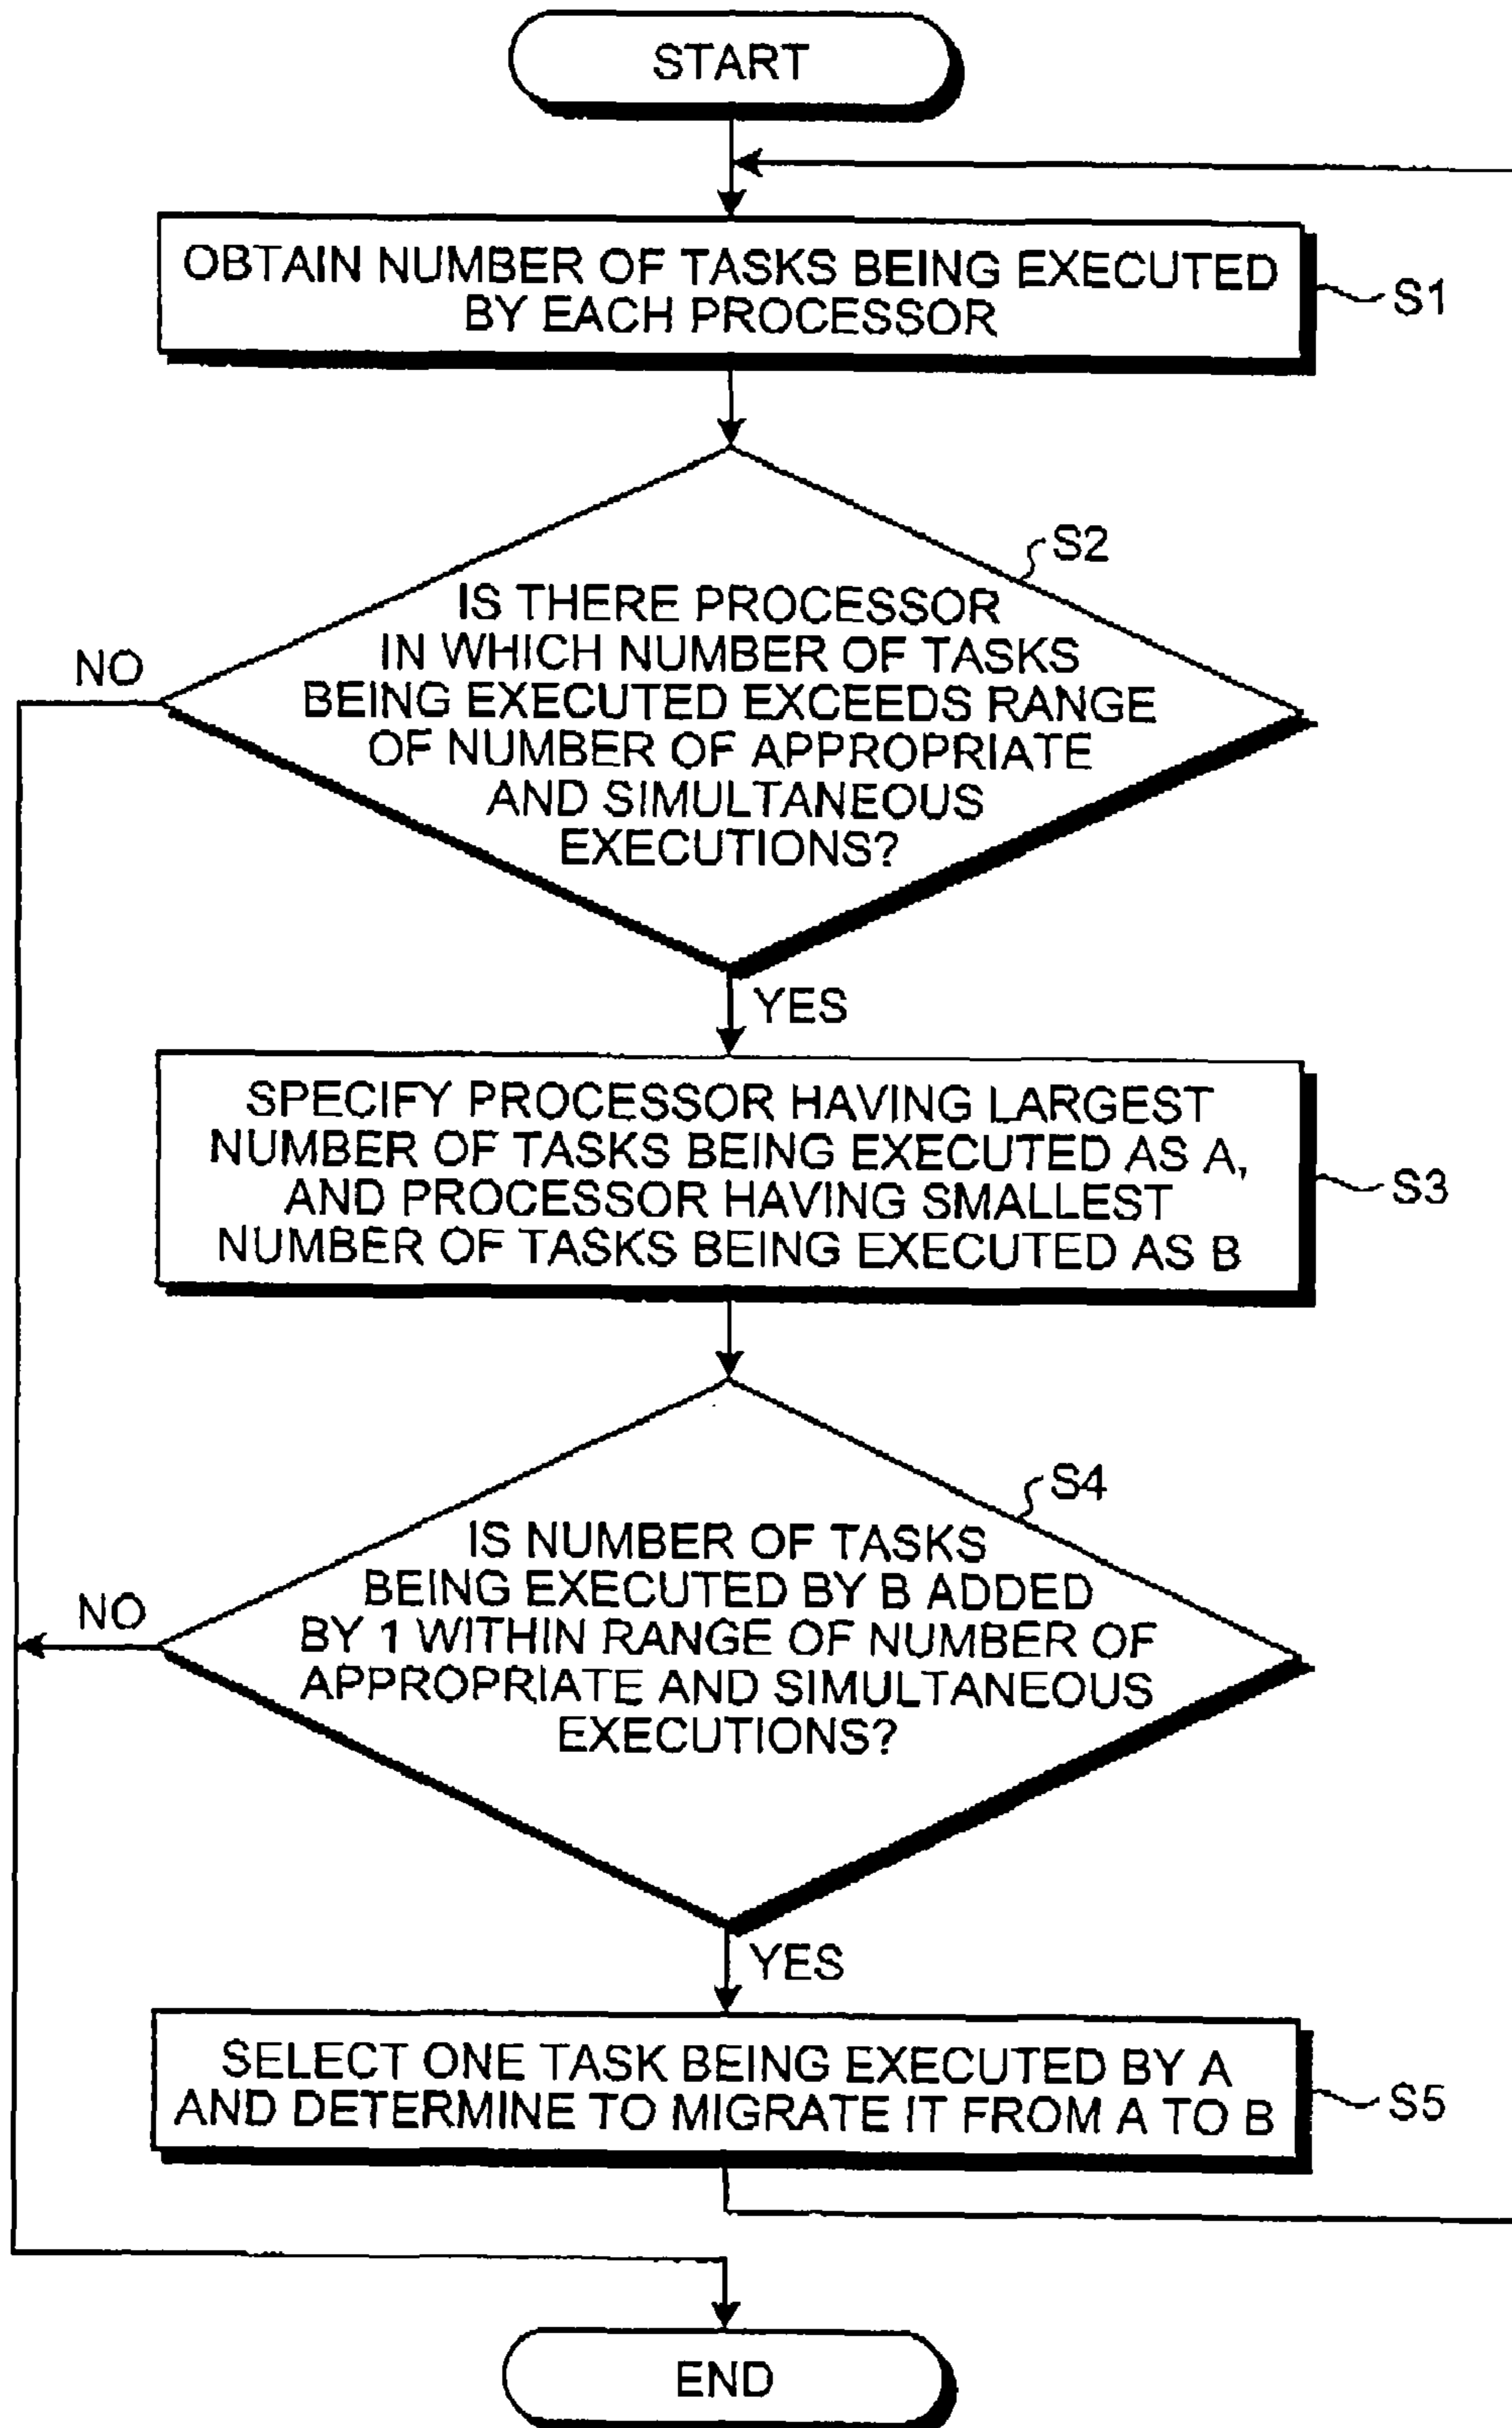 START
OBTAIN NUMBER OF TASKS BEING EXECUTED
BY EACH PROCESSOR
S1
S2
IS THERE PROCESSOR
IN WHICH NUMBER OF TASKS
BEING EXECUTED EXCEEDS RANGE
OF NUMBER OF APPROPRIATE
AND SIMULTANEOUS
EXECUTIONS?
NO
YES
SPECIFY PROCESSOR HAVING LARGEST
NUMBER OF TASKS BEING EXECUTED AS A,
AND PROCESSOR HAVING SMALLEST
NUMBER OF TASKS BEING EXECUTED AS B
S3
S4
IS NUMBER OF TASKS
BEING EXECUTED BY B ADDED
BY 1 WITHIN RANGE OF NUMBER OF
APPROPRIATE AND SIMULTANEOUS
EXECUTIONS?
NO
YES
SELECT ONE TASK BEING EXECUTED BY A
AND DETERMINE TO MIGRATE IT FROM A TO B
S5
END